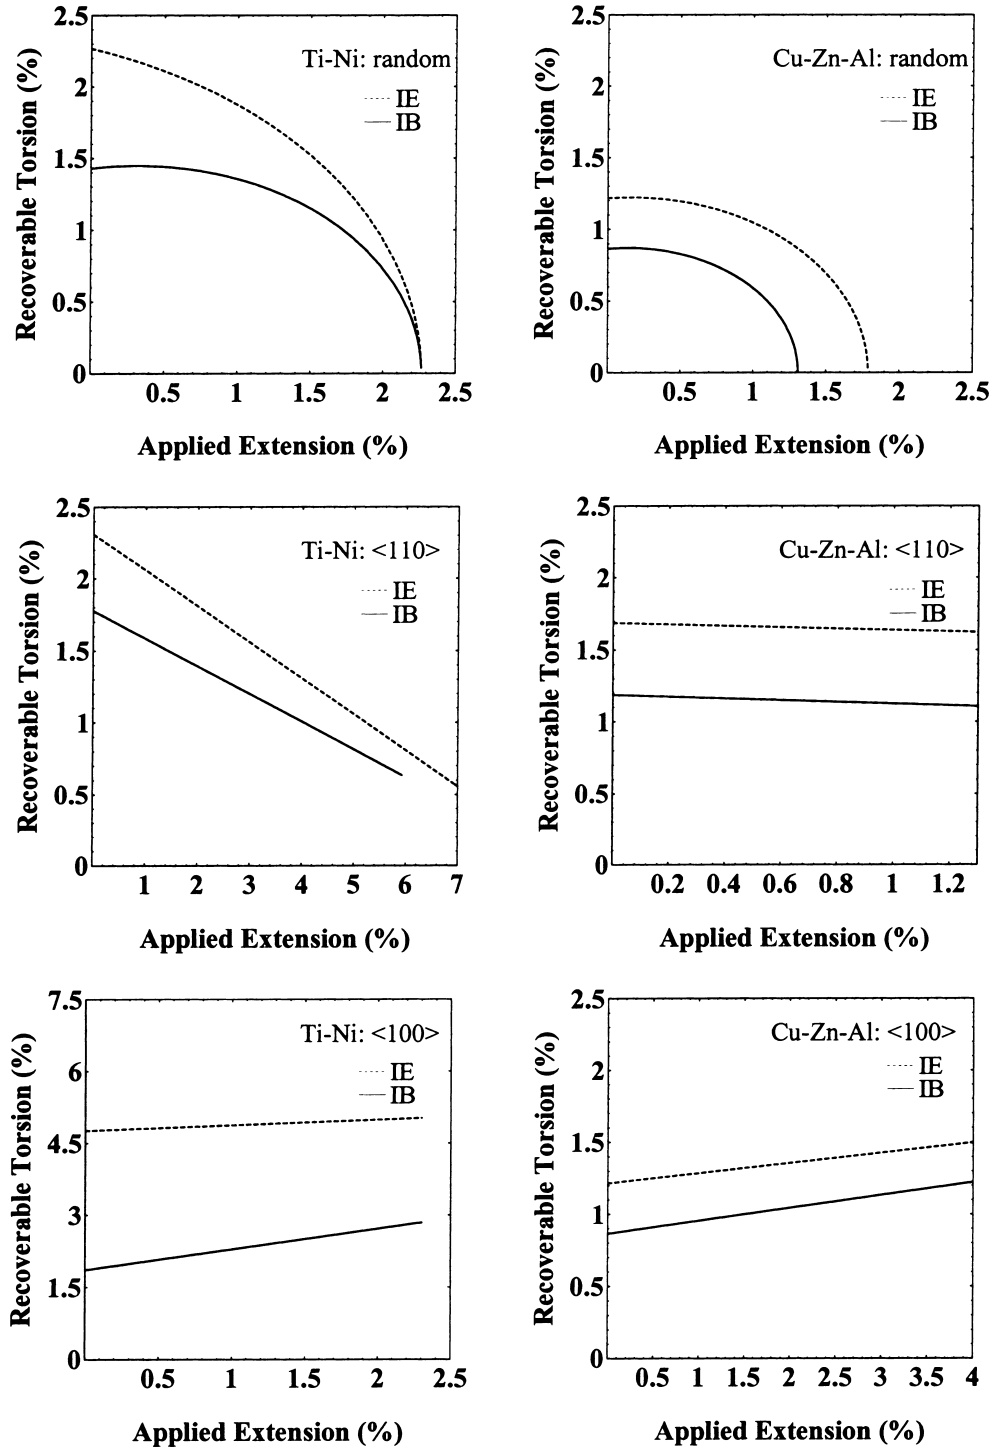 2.5
2
1.5
1
0.5
0
Recoverable Torsion (%)
Ti-Ni: random
IE
IB
0.5 1 1.5 2 2.5
Applied Extension (%)
2.5
2
1.5
1
0.5
0
Recoverable Torsion (%)
Cu-Zn-Al: random
IE
IB
0.5 1 1.5 2 2.5
Applied Extension (%)
2.5
2
1.5
1
0.5
0
Recoverable Torsion (%)
Ti-Ni: <110>
IE
IB
1 2 3 4 5 6 7
Applied Extension (%)
2.5
2
1.5
1
0.5
0
Recoverable Torsion (%)
Cu-Zn-Al: <110>
IE
IB
0.2 0.4 0.6 0.8 1 1.2
Applied Extension (%)
7.5
6
4.5
3
1.5
0
Recoverable Torsion (%)
Ti-Ni: <100>
IE
IB
0.5 1 1.5 2 2.5
Applied Extension (%)
2.5
2
1.5
1
0.5
0
Recoverable Torsion (%)
Cu-Zn-Al: <100>
IE
IB
0.5 1 1.5 2 2.5 3 3.5 4
Applied Extension (%)